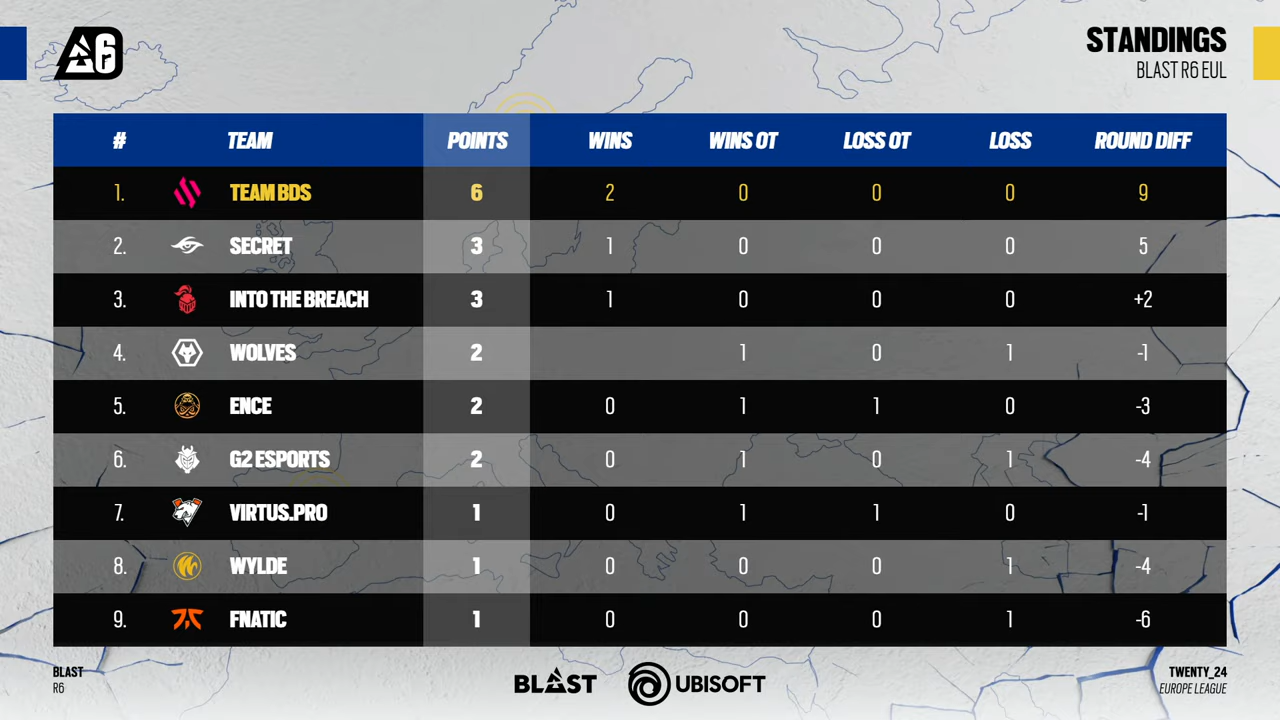 6
STANDINGS
BLAST R6 EUL
# TEAM POINTS WINS WINS OT LOSS OT LOSS ROUND DIFF
1. TEAM BDS 6 2 0 0 0 9
2. SECRET 3 1 0 0 0 5
3. INTO THE BREACH 3 1 0 0 0 +2
4. WOLVES 2 1 0 1 -1
5. ENCE 2 0 1 1 0 -3
6. G2 ESPORTS 2 0 1 0 1 -4
7. VIRTUS.PRO 1 0 1 1 0 -1
8. WYLDE 1 0 0 0 1 -4
9. FNATIC 1 0 0 0 1 -6
BLAST
R6
BLAST UBISOFT
TWENTY_24
EUROPE LEAGUE